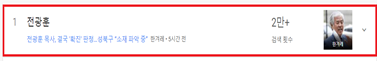 1 전광훈 2만+
전광훈 목사, 결국 '확진' 판정... 성북구 "소재 파악 중" 한겨레 • 5시간 전 검색 횟수
한겨레